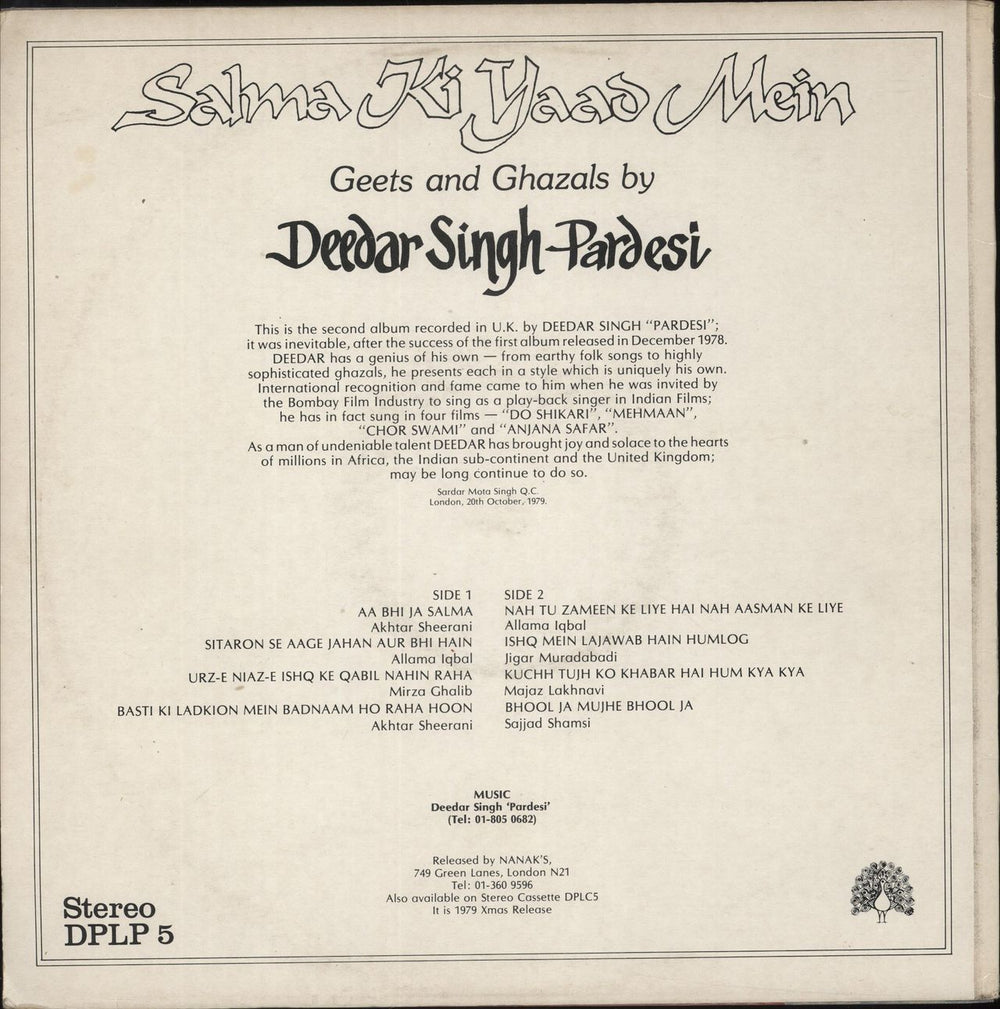 Salma Ki Yaad Mein
Geets and Ghazals by
Deedar Singh Pardesi
This is the second album recorded in U.K. by DEEDAR SINGH “PARDESI”;
it was inevitable, after the success of the first album released in December 1978.
DEEDAR has a genius of his own — from earthy folk songs to highly
sophisticated ghazals, he presents each in a style which is uniquely his own.
International recognition and fame came to him when he was invited by
the Bombay Film Industry to sing as a play-back singer in Indian Films;
he has in fact sung in four films — “DO SHIKARI”, “MEHMAAN”,
“CHOR SWAMI” and “ANJANA SAFAR”.
As a man of undeniable talent DEEDAR has brought joy and solace to the hearts
of millions in Africa, the Indian sub-continent and the United Kingdom;
may be long continue to do so.
Sardar Mota Singh Q.C.
London, 20th October, 1979.
SIDE 1
AA BHI JA SALMA
Akhtar Sheerani
SITARON SE AAGE JAHAN AUR BHI HAIN
Allama Iqbal
URZ-E NIAZ-E ISHQ KE QABIL NAHIN RAHA
Mirza Ghalib
BASTI KI LADKION MEIN BADNAAM HO RAHA HOON
Akhtar Sheerani
SIDE 2
NAH TU ZAMEEN KE LIYE HAI NAH AASMAN KE LIYE
Allama Iqbal
ISHQ MEIN LAJAWAB HAIN HUMLOG
Jigar Muradabadi
KUCHH TUJH KO KHABAR HAI HUM KYA KYA
Majaz Lakhnavi
BHOOL JA MUJHE BHOOL JA
Sajjad Shamsi
MUSIC
Deedar Singh ‘Pardesi’
(Tel: 01-805 0682)
Released by NANAK’S,
749 Green Lanes, London N21
Tel: 01-360 9596
Also available on Stereo Cassette DPLC5
It is 1979 Xmas Release
Stereo
DPLP 5